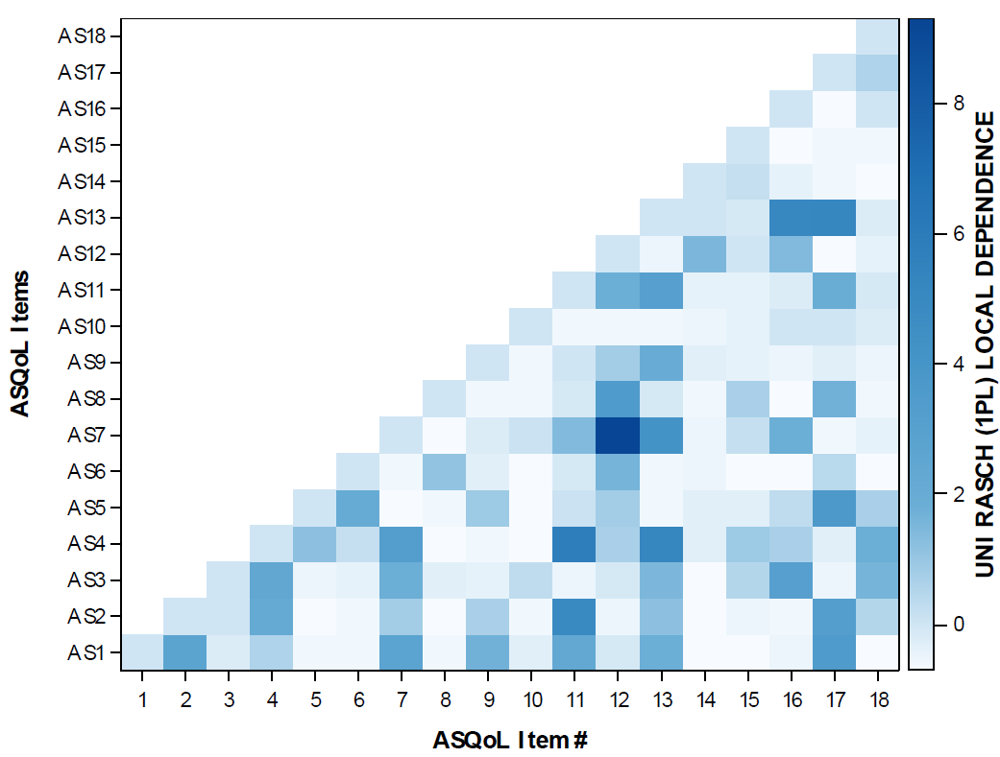 AS18
AS17
AS16
AS15
AS14
AS13
AS12
AS11
AS10
AS9
AS8
AS7
AS6
AS5
AS4
AS3
AS2
AS1
ASQoL Items
1 2 3 4 5 6 7 8 9 10 11 12 13 14 15 16 17 18
ASQoL Item #
8
6
4
2
0
UNI RASCH (1PL) LOCAL DEPENDENCE